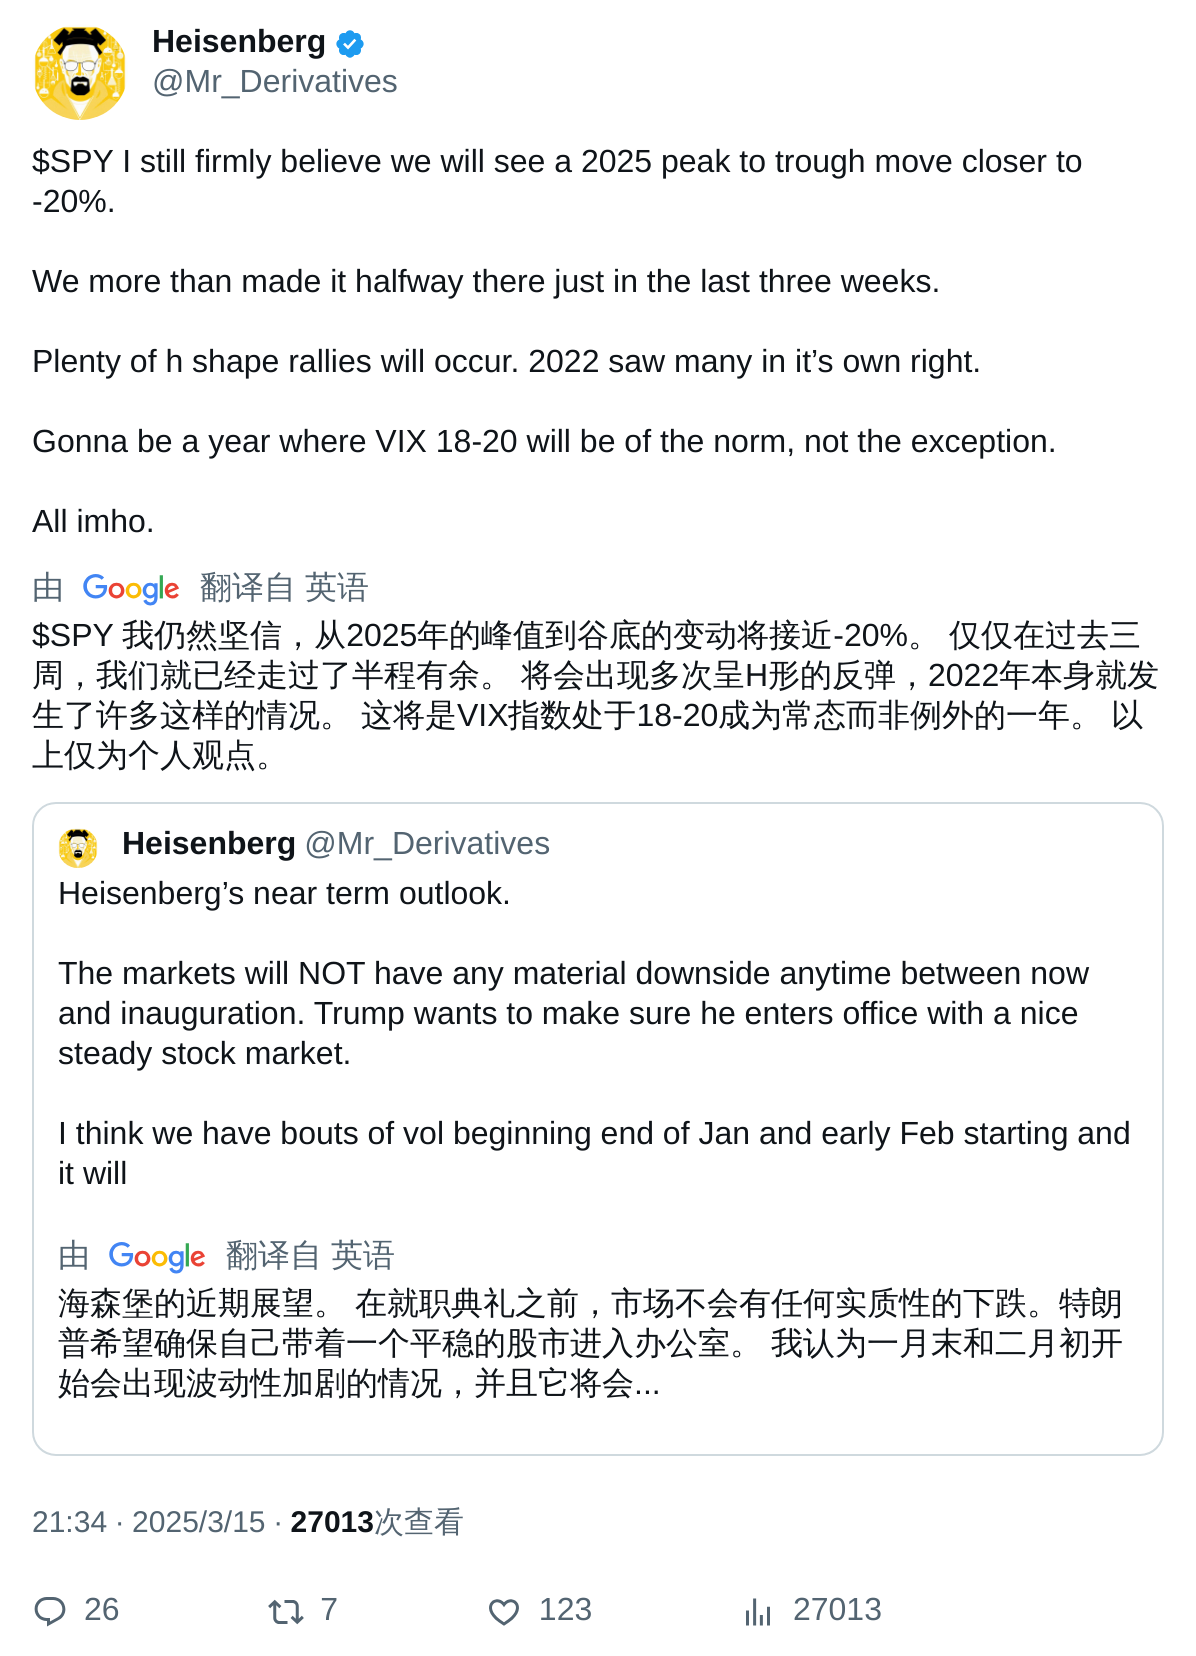 Heisenberg
@Mr_Derivatives
$SPY I still firmly believe we will see a 2025 peak to trough move closer to
-20%.
We more than made it halfway there just in the last three weeks.
Plenty of h shape rallies will occur. 2022 saw many in it’s own right.
Gonna be a year where VIX 18-20 will be of the norm, not the exception.
All imho.
由 Google 翻译自 英语
$SPY 我仍然坚信，从2025年的峰值到谷底的变动将接近-20%。 仅仅在过去三
周，我们就已经走过了半程有余。 将会出现多次呈H形的反弹，2022年本身就发
生了许多这样的情况。 这将是VIX指数处于18-20成为常态而非例外的一年。 以
上仅为个人观点。
Heisenberg @Mr_Derivatives
Heisenberg’s near term outlook.
The markets will NOT have any material downside anytime between now
and inauguration. Trump wants to make sure he enters office with a nice
steady stock market.
I think we have bouts of vol beginning end of Jan and early Feb starting and
it will
由 Google 翻译自 英语
海森堡的近期展望。 在就职典礼之前，市场不会有任何实质性的下跌。特朗
普希望确保自己带着一个平稳的股市进入办公室。 我认为一月末和二月初开
始会出现波动性加剧的情况，并且它将会...
21:34 · 2025/3/15 · 27013次查看
26 7 123 27013